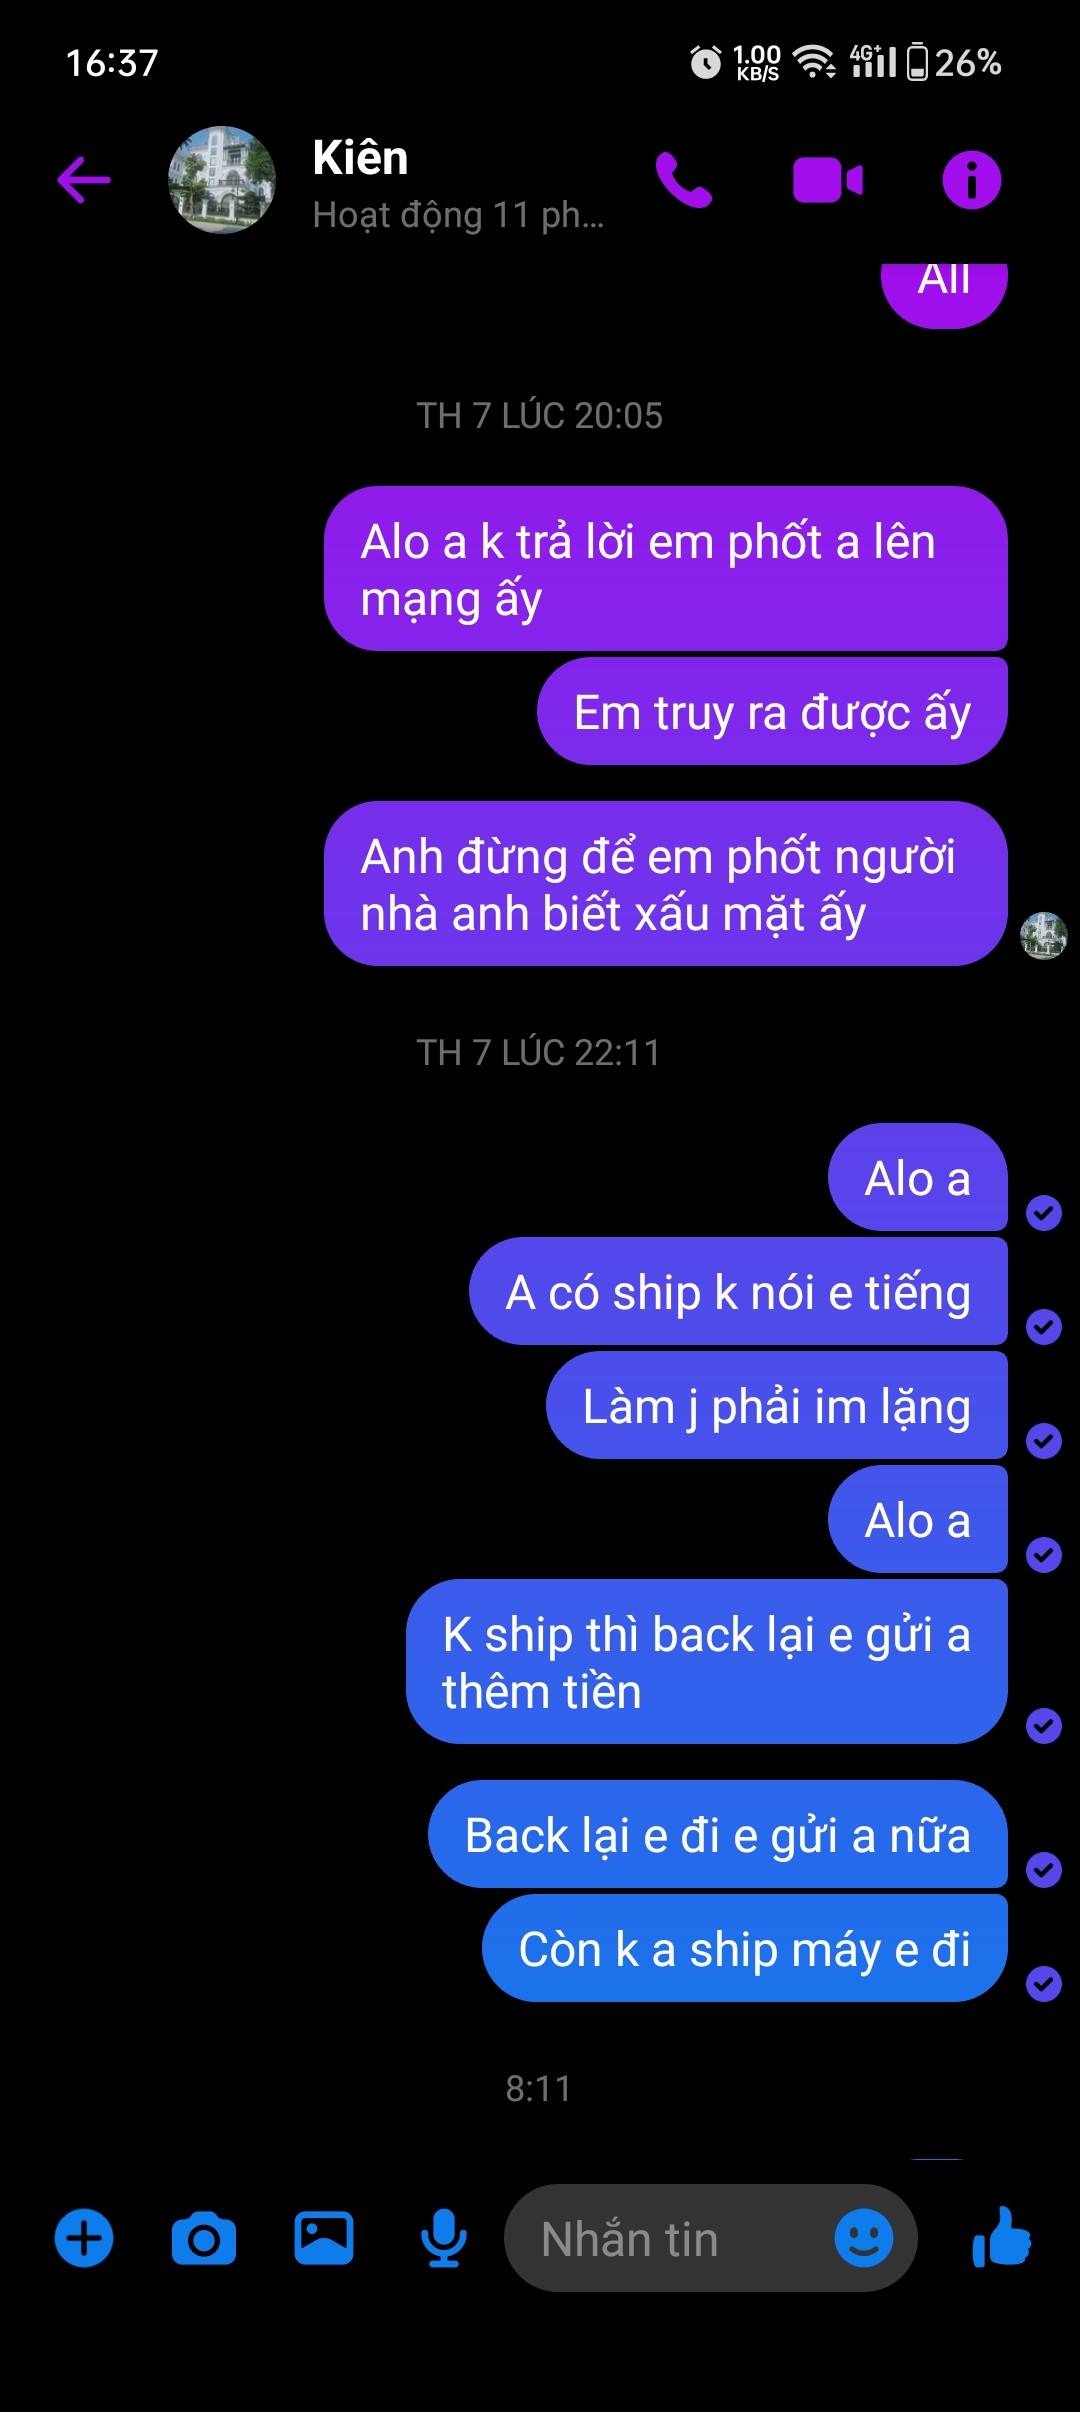 16:37
1.00
KB/S
4G+
26%
Kiên
Hoạt động 11 ph...
TH 7 LÚC 20:05
Alo a k trả lời em phốt a lên
mạng ấy
Em truy ra được ấy
Anh đừng để em phốt người
nhà anh biết xấu mặt ấy
TH 7 LÚC 22:11
Alo a
A có ship k nói e tiếng
Làm j phải im lặng
Alo a
K ship thì back lại e gửi a
thêm tiền
Back lại e đi e gửi a nữa
Còn k a ship máy e đi
8:11
Nhắn tin